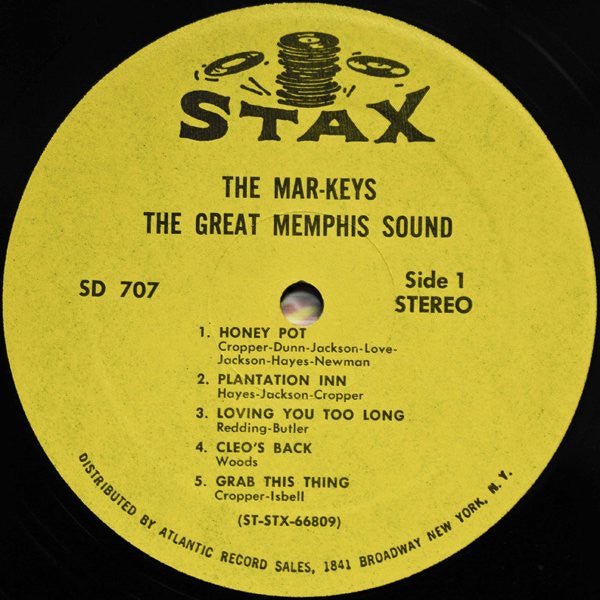 STAX
THE MAR-KEYS
THE GREAT MEMPHIS SOUND
SD 707
Side 1
STEREO
1. HONEY POT
Cropper-Dunn-Jackson-Love-
Jackson-Hayes-Newman
2. PLANTATION INN
Hayes-Jackson-Cropper
3. LOVING YOU TOO LONG
Redding-Butler
4. CLEO'S BACK
Woods
5. GRAB THIS THING
Cropper-Isbell
(ST-STX-66809)
DISTRIBUTED BY ATLANTIC RECORD SALES, 1841 BROADWAY NEW YORK, N.Y.